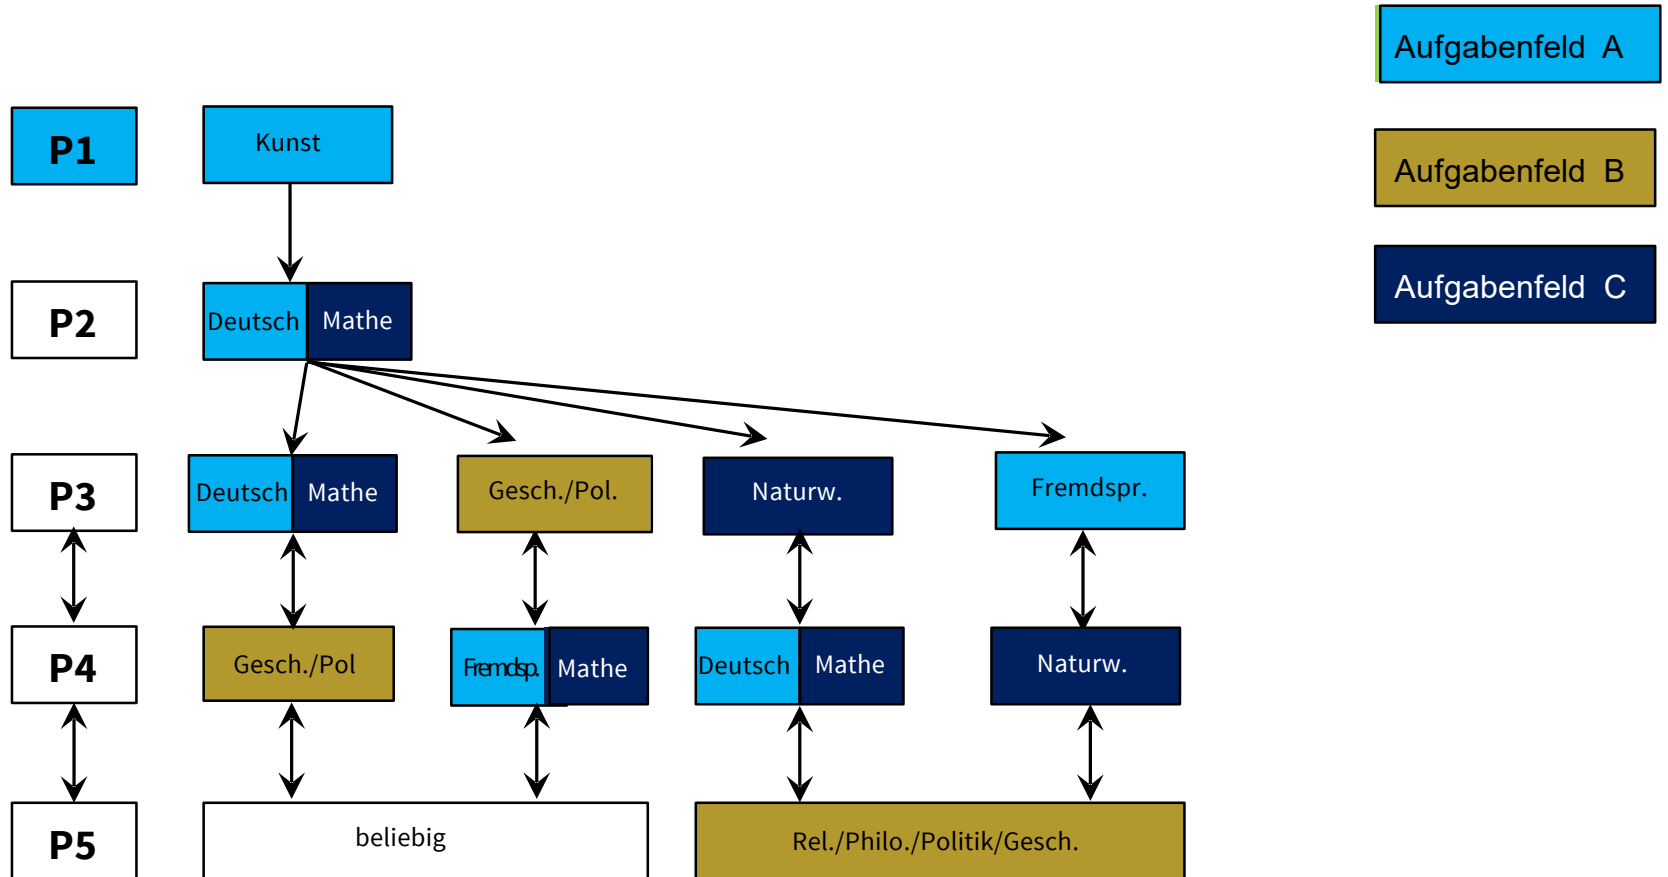 Aufgabenfeld A
P1
Kunst
Aufgabenfeld B
Aufgabenfeld C
P2
Deutsch Mathe
P3
Deutsch Mathe
Gesch./Pol.
Naturw.
Fremdspr.
P4
Gesch./Pol
Fremdsp. Mathe
Deutsch Mathe
Naturw.
P5
beliebig
Rel./Philo./Politik/Gesch.